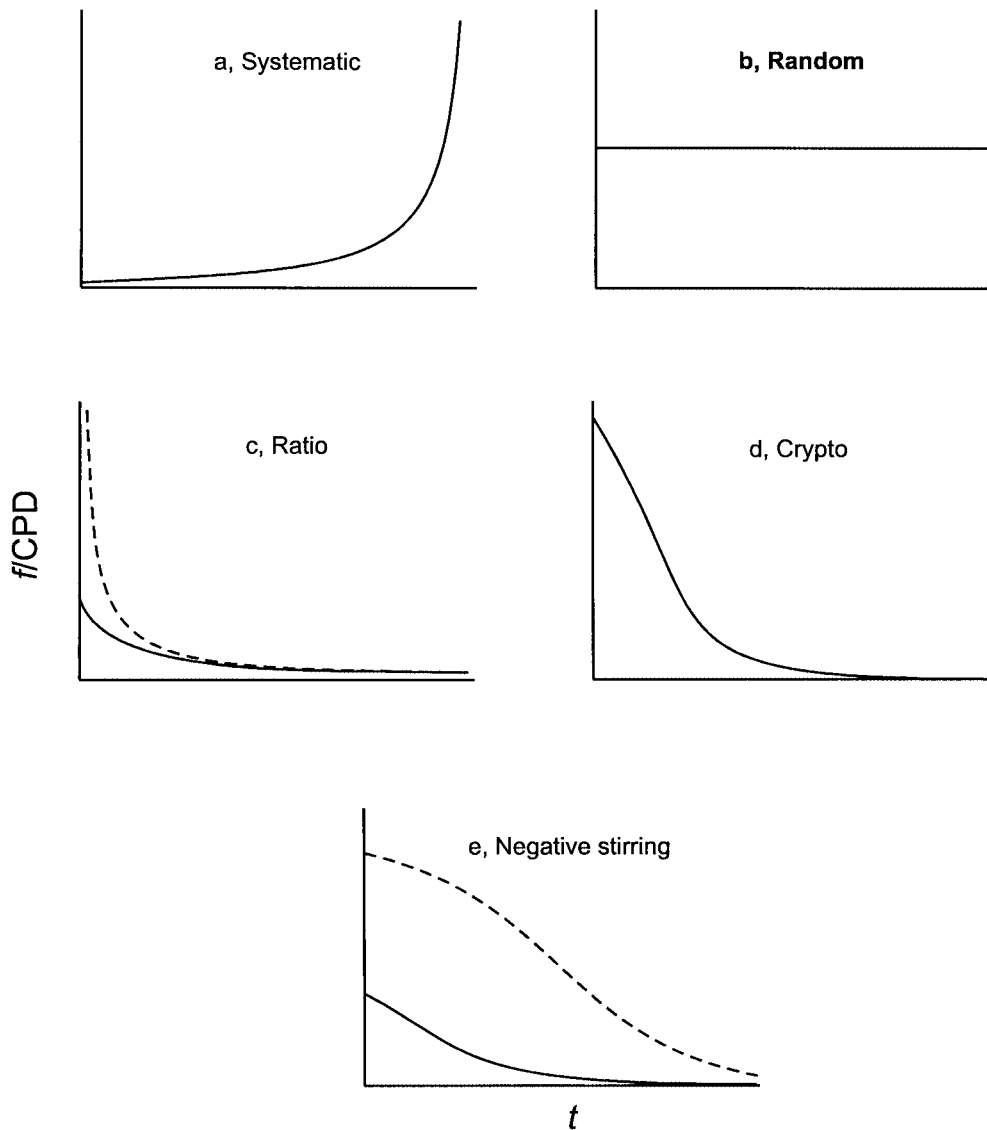 a, Systematic
b, Random
c, Ratio
d, Crypto
f/CPD
e, Negative stirring
t